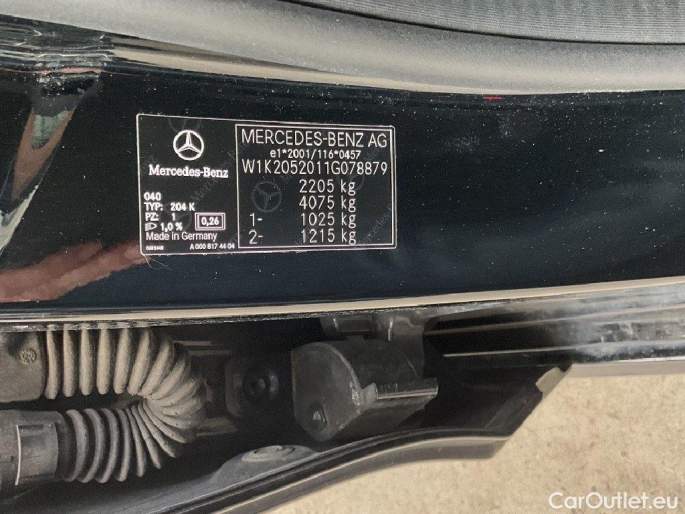 Mercedes-Benz
040
TYP: 204 K
PZ: 1
1,0 % 0,26
Made in Germany
A 000 817 44 04
MERCEDES-BENZ AG
e1*2001/116*0457
W1K2052011G078879
2205 kg
4075 kg
1- 1025 kg
2- 1215 kg
CarOutlet.eu